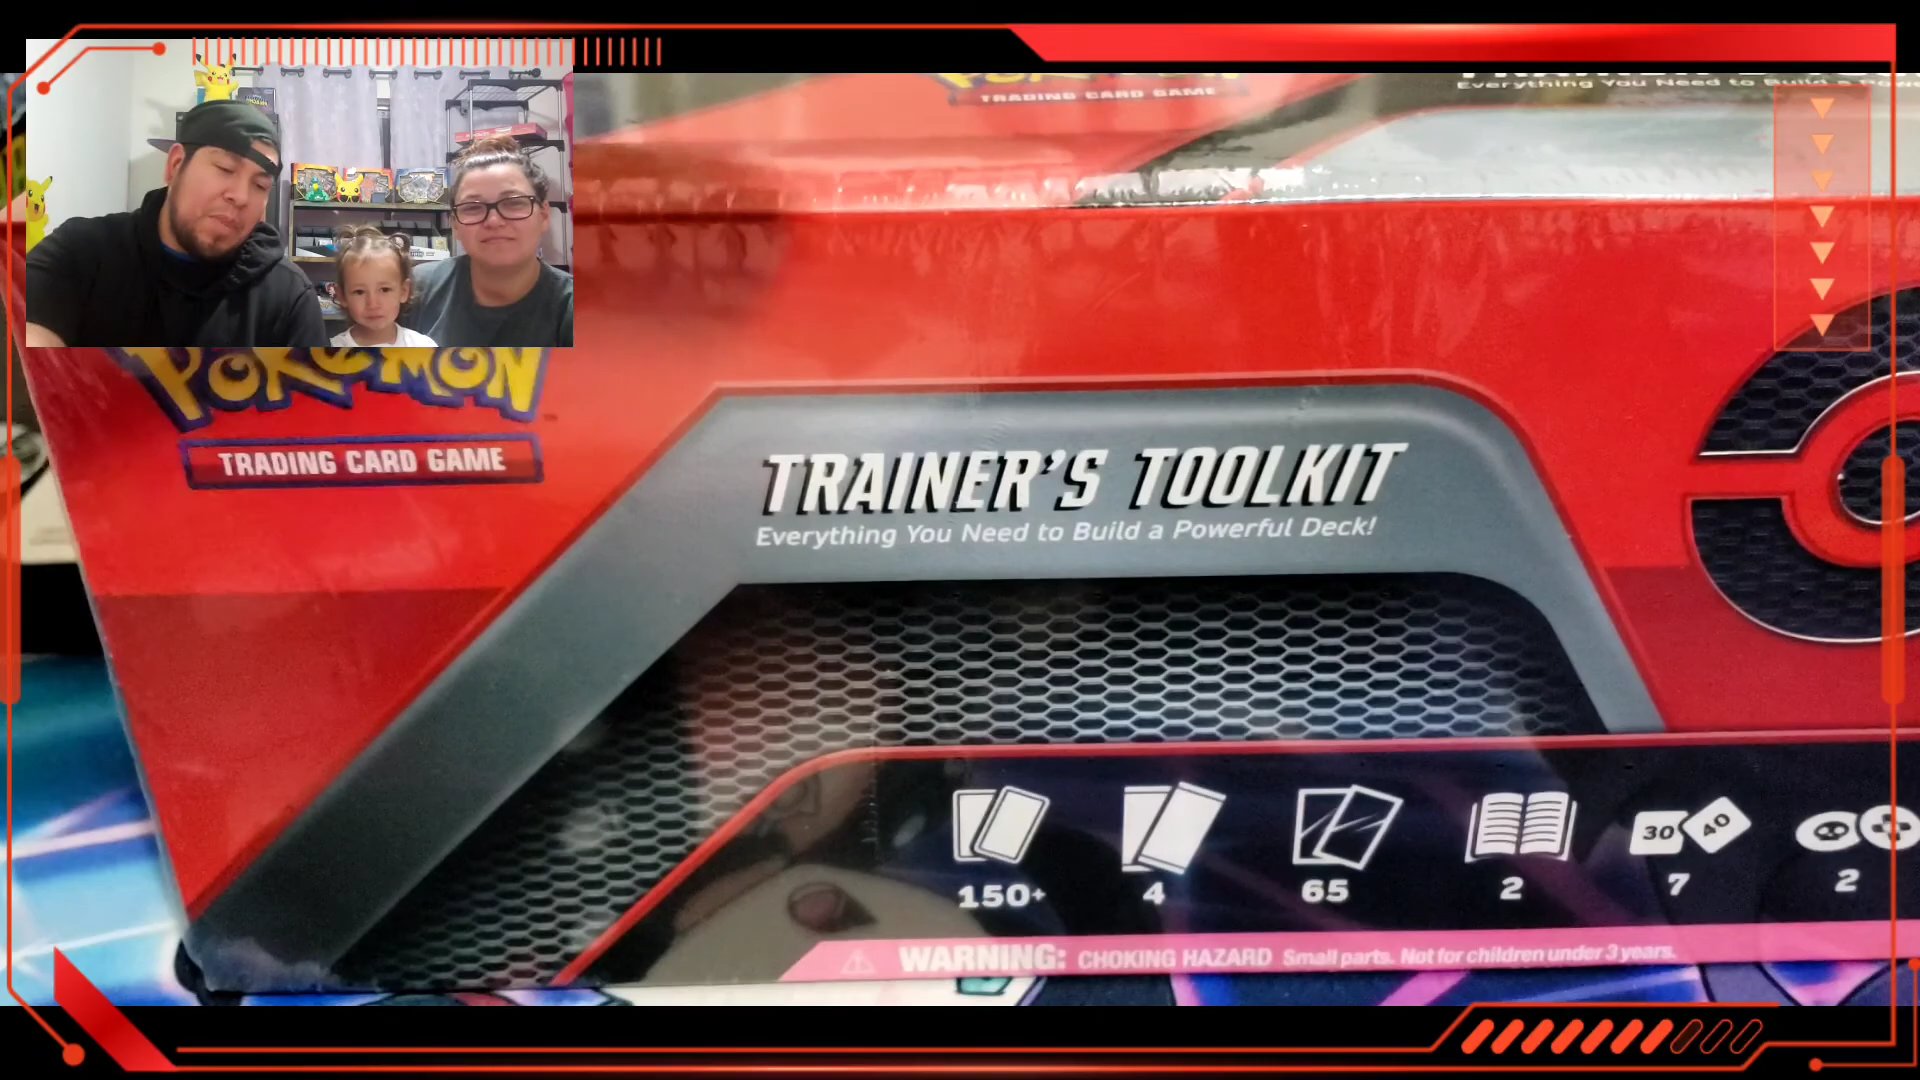 POKÉMON
TRADING CARD GAME
Everything You Need to Build a
POKÉMON
TRADING CARD GAME
TRAINER'S TOOLKIT
Everything You Need to Build a Powerful Deck!
30 40
150+ 4 65 2 7 2
WARNING: CHOKING HAZARD Small parts. Not for children under 3 years.